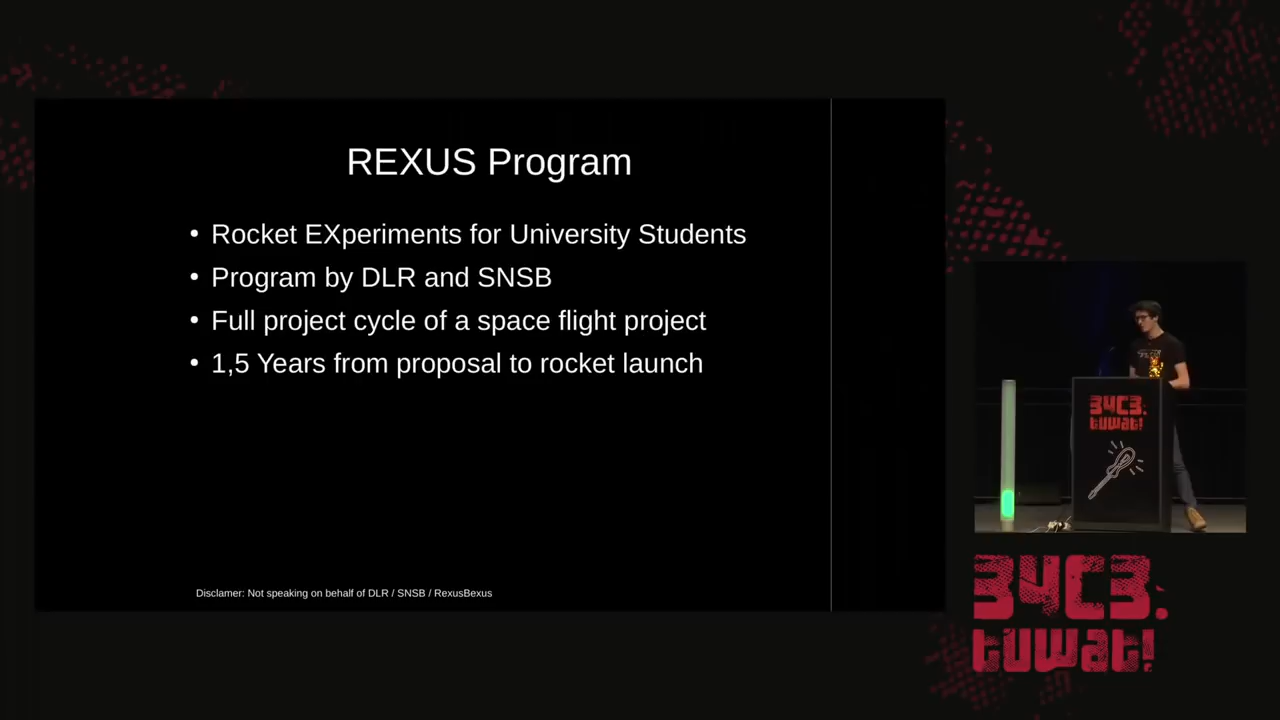 REXUS Program
• Rocket EXperiments for University Students
• Program by DLR and SNSB
• Full project cycle of a space flight project
• 1,5 Years from proposal to rocket launch
Disclamer: Not speaking on behalf of DLR / SNSB / RexusBexus
34C3.
tuwat!
34C3.
tuwat!